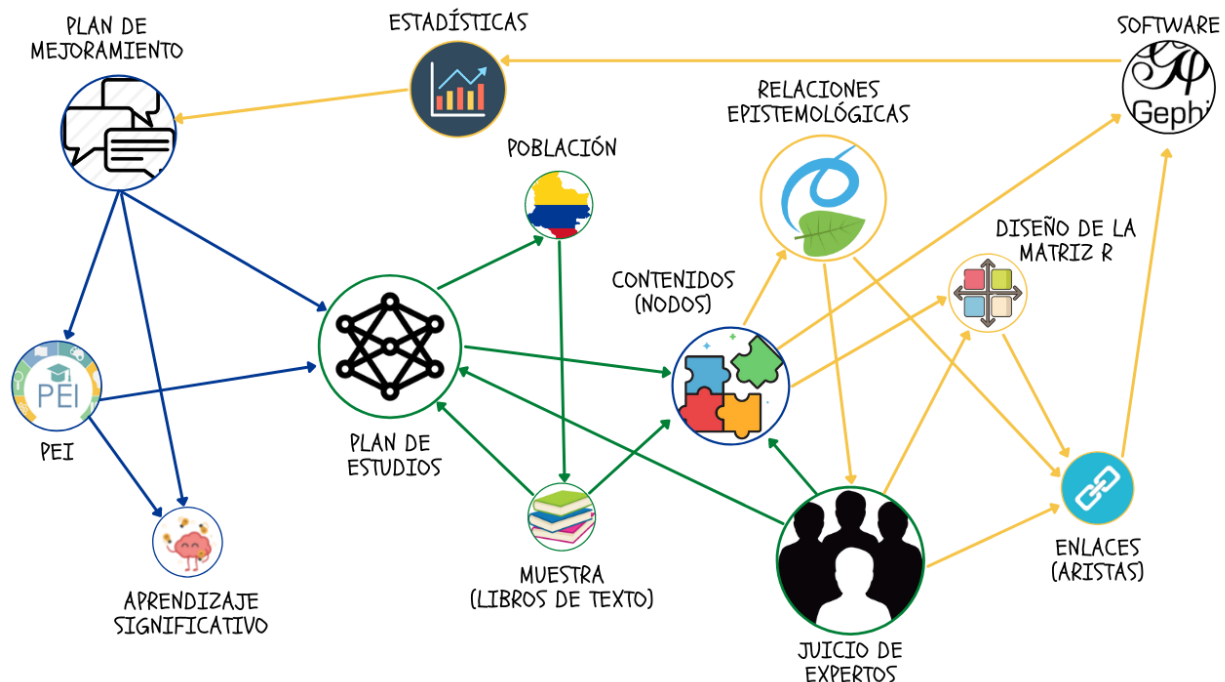 PLAN DE
MEJORAMIENTO
ESTADÍSTICAS
SOFTWARE
Gephi
RELACIONES
EPISTEMOLÓGICAS
POBLACIÓN
DISEÑO DE LA
MATRIZ R
CONTENIDOS
(NODOS)
PEI
PEI
PLAN DE
ESTUDIOS
MUESTRA
(LIBROS DE TEXTO)
ENLACES
(ARISTAS)
APRENDIZAJE
SIGNIFICATIVO
JUICIO DE
EXPERTOS